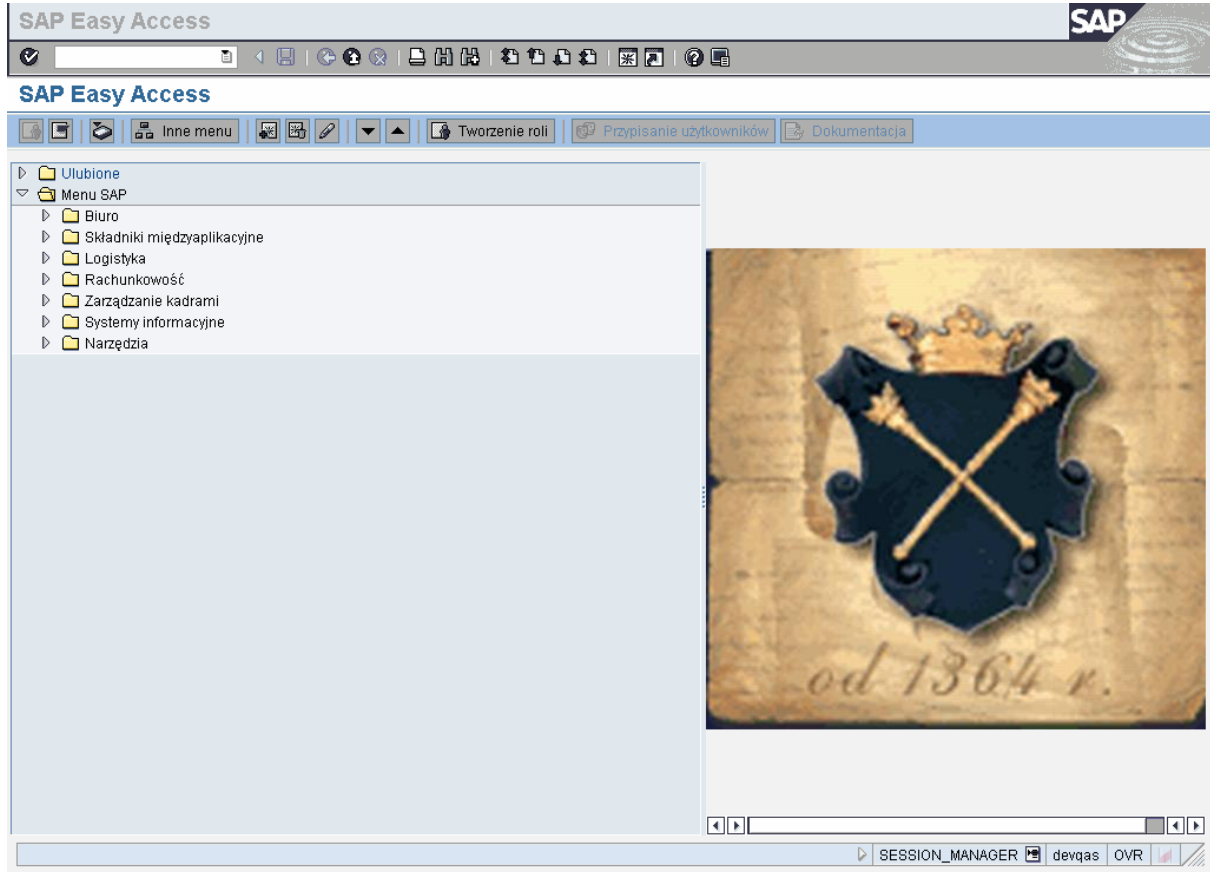 SAP Easy Access
SAP
SAP Easy Access
Inne menu
Tworzenie roli
Przypisanie użytkowników
Dokumentacja
Ulubione
Menu SAP
Biuro
Składniki międzyaplikacyjne
Logistyka
Rachunkowość
Zarządzanie kadrami
Systemy informacyjne
Narzędzia
od 1364 r.
SESSION_MANAGER devqas OVR